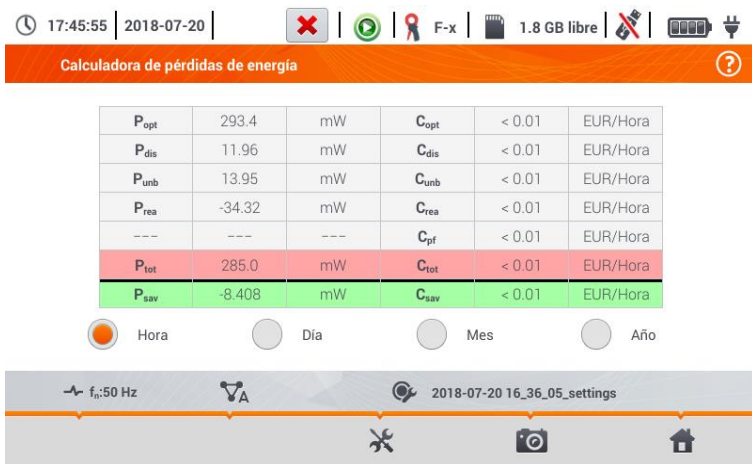 17:45:55 2018-07-20 F-x 1.8 GB libre
Calculadora de pérdidas de energía ?
Popt 293.4 mW Copt < 0.01 EUR/Hora
Pdis 11.96 mW Cdis < 0.01 EUR/Hora
Punb 13.95 mW Cunb < 0.01 EUR/Hora
Prea -34.32 mW Crea < 0.01 EUR/Hora
--- --- --- Cpf < 0.01 EUR/Hora
Ptot 285.0 mW Ctot < 0.01 EUR/Hora
Psav -8.408 mW Csav < 0.01 EUR/Hora
Hora Día Mes Año
fn:50 Hz A 2018-07-20 16_36_05_settings